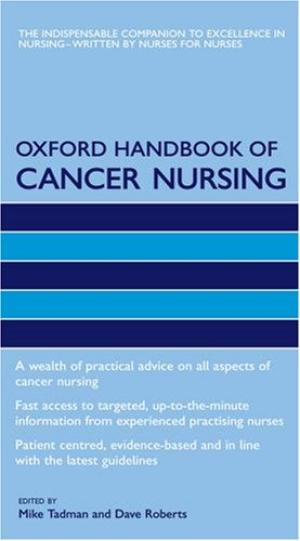 THE INDISPENSABLE COMPANION TO EXCELLENCE IN
NURSING–WRITTEN BY NURSES FOR NURSES
OXFORD HANDBOOK OF
CANCER NURSING
A wealth of practical advice on all aspects of
cancer nursing
Fast access to targeted, up-to-the-minute
information from experienced practising nurses
Patient centred, evidence-based and in line
with the latest guidelines
EDITED BY
Mike Tadman and Dave Roberts